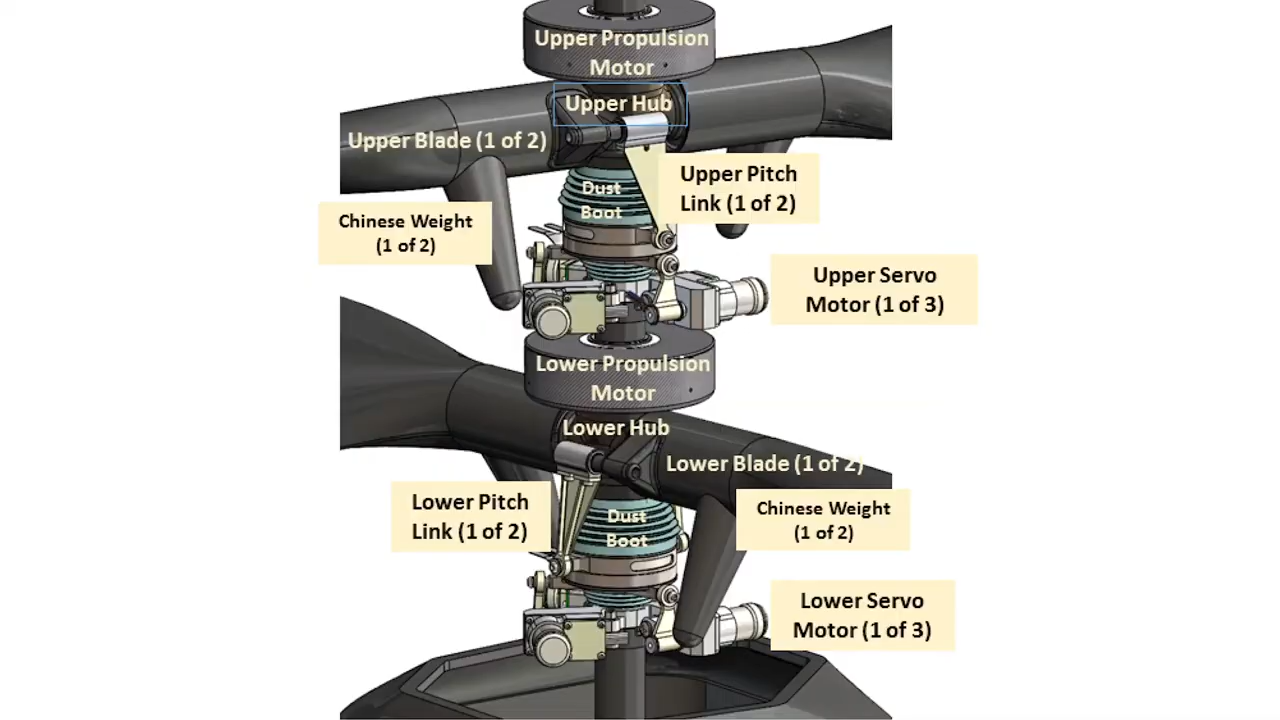 Upper Propulsion
Motor
Upper Hub
Upper Blade (1 of 2)
Upper Pitch
Link (1 of 2)
Dust
Boot
Chinese Weight
(1 of 2)
Upper Servo
Motor (1 of 3)
Lower Propulsion
Motor
Lower Hub
Lower Blade (1 of 2)
Lower Pitch
Link (1 of 2)
Dust
Boot
Chinese Weight
(1 of 2)
Lower Servo
Motor (1 of 3)